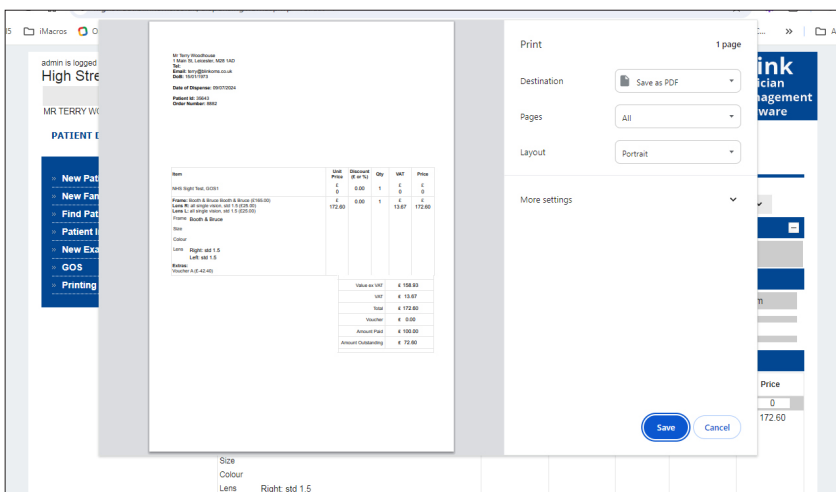 iMacros
admin is logged
High Stre
MR TERRY WO
PATIENT D
» New Pati
» New Fan
» Find Pat
» Patient I
» New Exa
» GOS
» Printing
Mr Terry Woodhouse
1 Main St, Leicester, M28 1AD
Tel:
Email: terry@blinkoms.co.uk
DoB: 15/01/1973
Date of Dispense: 09/07/2024
Patient Id: 39843
Order Number: 8882
Item Unit Price Discount (£ or %) Qty VAT Price
NHS Sight Test, GOS1 £ 0 0.00 1 £ 0 £ 0
Frame: Booth & Bruce Booth & Bruce (£165.00) £ 172.60 0.00 1 £ 13.67 £ 172.60
Lens R: all single vision, std 1.5 (£25.00)
Lens L: all single vision, std 1.5 (£25.00)
Frame Booth & Bruce
Size
Colour
Lens Right: std 1.5
Left: std 1.5
Extras:
Voucher A (£-42.40)
Value ex VAT £ 158.93
VAT £ 13.67
Total £ 172.60
Voucher £ 0.00
Amount Paid £ 100.00
Amount Outstanding £ 72.60
Print 1 page
Destination Save as PDF
Pages All
Layout Portrait
More settings
Save Cancel
»
ink
ician
nagement
ware
Price
0
172.60
Size
Colour
Lens Right: std 1.5